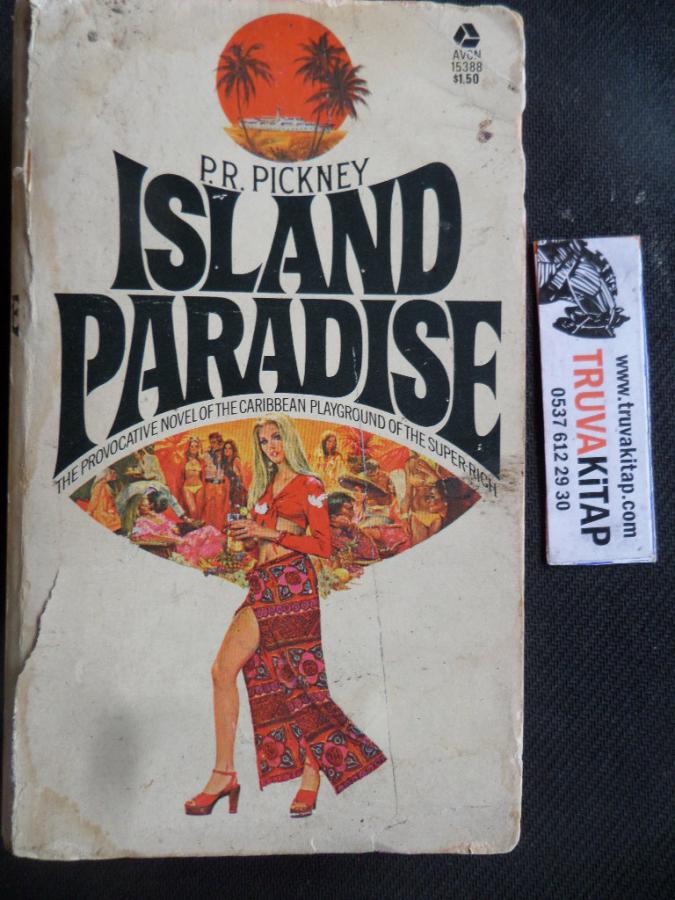 AVON
15388
$1.50
P.R. PICKNEY
ISLAND
PARADISE
THE PROVOCATIVE NOVEL OF THE CARIBBEAN PLAYGROUND OF THE SUPER-RICH
www.truvakitap.com
TRUVAKiTAP
0537 612 29 30